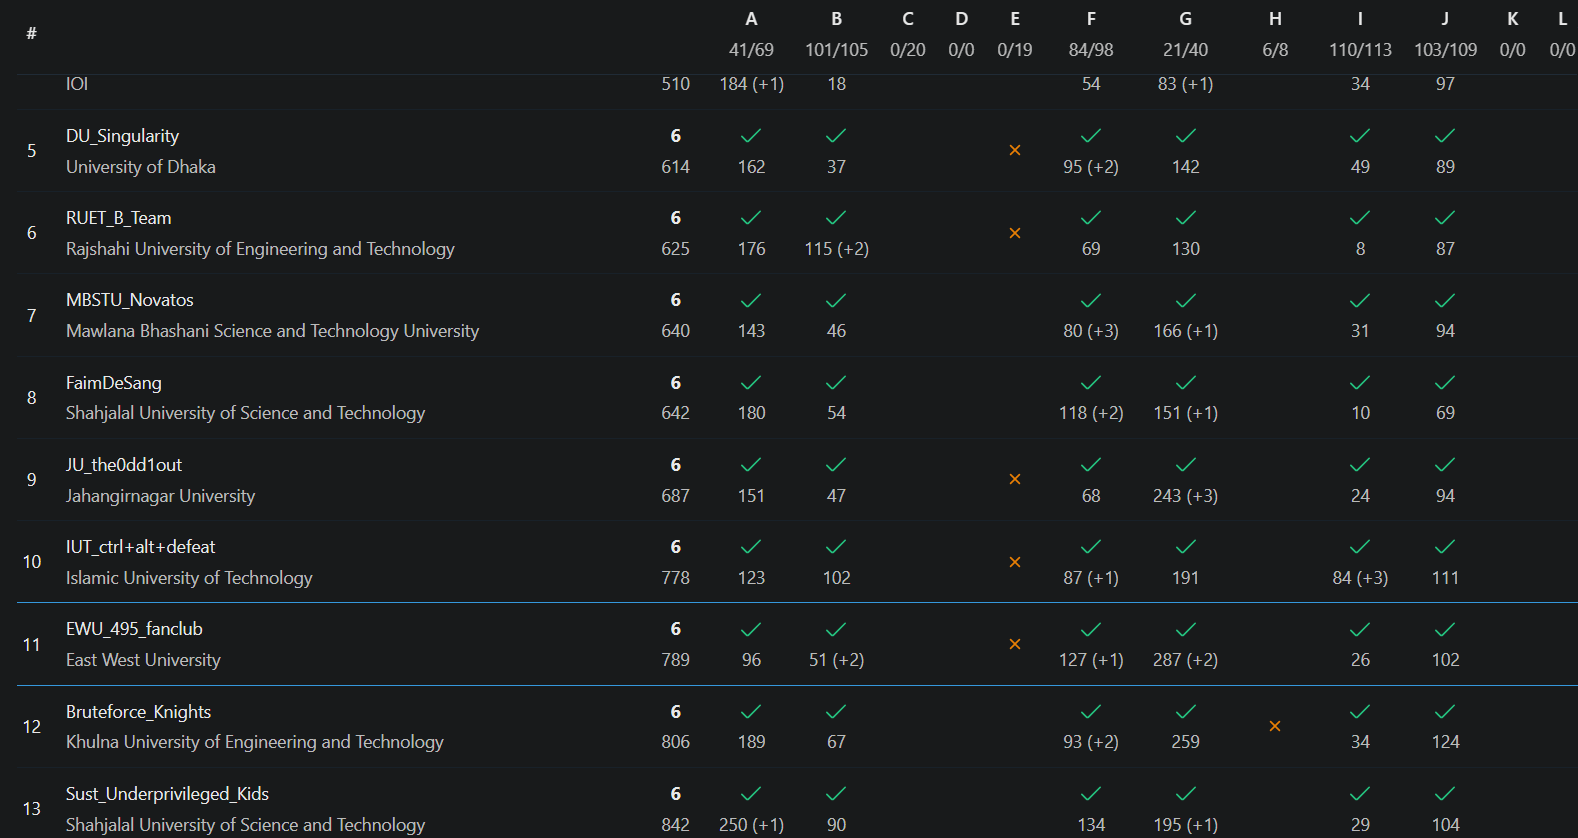 # A B C D E F G H I J K L
41/69 101/105 0/20 0/0 0/19 84/98 21/40 6/8 110/113 103/109 0/0 0/0
IOI 510 184 (+1) 18 54 83 (+1) 34 97
5 DU_Singularity 6
University of Dhaka 614 162 37 95 (+2) 142 49 89
6 RUET_B_Team 6
Rajshahi University of Engineering and Technology 625 176 115 (+2) 69 130 8 87
7 MBSTU_Novatos 6
Mawlana Bhashani Science and Technology University 640 143 46 80 (+3) 166 (+1) 31 94
8 FaimDeSang 6
Shahjalal University of Science and Technology 642 180 54 118 (+2) 151 (+1) 10 69
9 JU_the0dd1out 6
Jahangirnagar University 687 151 47 68 243 (+3) 24 94
10 IUT_ctrl+alt+defeat 6
Islamic University of Technology 778 123 102 87 (+1) 191 84 (+3) 111
11 EWU_495_fanclub 6
East West University 789 96 51 (+2) 127 (+1) 287 (+2) 26 102
12 Bruteforce_Knights 6
Khulna University of Engineering and Technology 806 189 67 93 (+2) 259 34 124
13 Sust_Underprivileged_Kids 6
Shahjalal University of Science and Technology 842 250 (+1) 90 134 195 (+1) 29 104